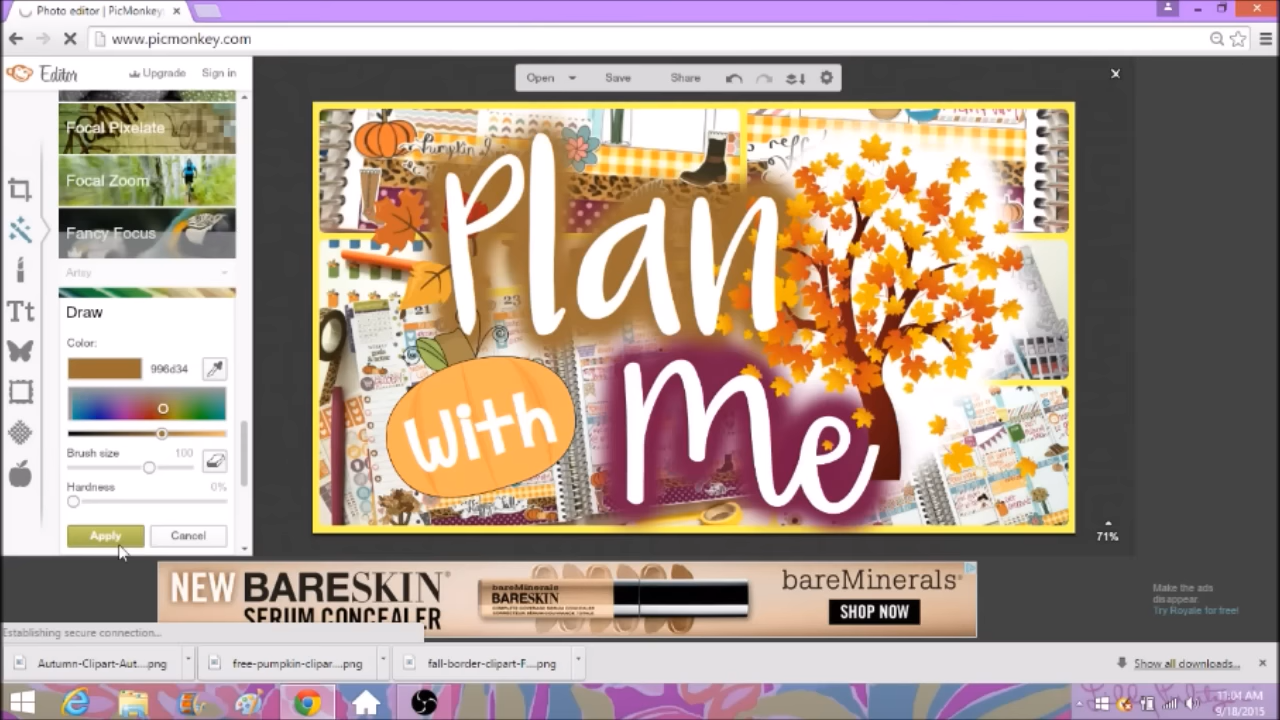 Photo editor | PicMonkey
www.picmonkey.com
Editor
Upgrade
Sign in
Open
Save
Share
Focal Pixelate
Focal Zoom
Fancy Focus
Artsy
Draw
Color:
996d34
Brush size
100
Hardness
0%
Apply
Cancel
Plan
with
Me
21
23
71%
NEW BARESKIN®
SERUM CONCEALER
bareMinerals
BARESKIN
bareMinerals
SHOP NOW
Make the ads
disappear
Try Royale for free!
Establishing secure connection...
Autumn-Clipart-Aut....png
free-pumpkin-clipar....png
fall-border-clipart-F....png
Show all downloads...
11:04 AM
9/18/2015